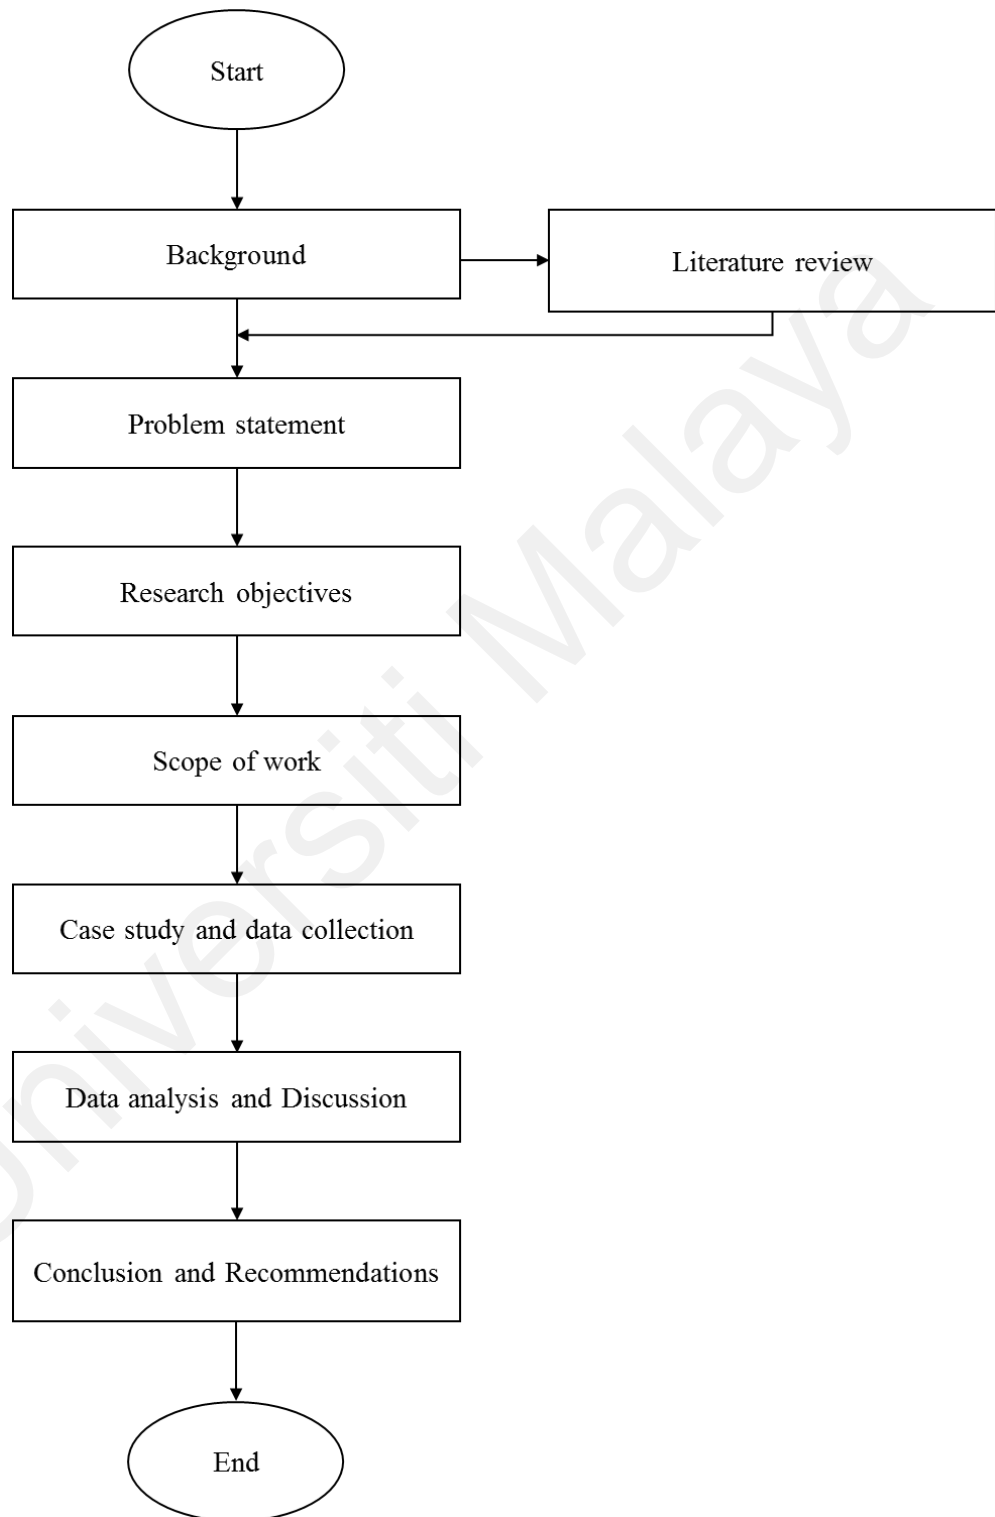 Start
Background
Literature review
Problem statement
Research objectives
Scope of work
Case study and data collection
Data analysis and Discussion
Conclusion and Recommendations
End
Universiti Malaya